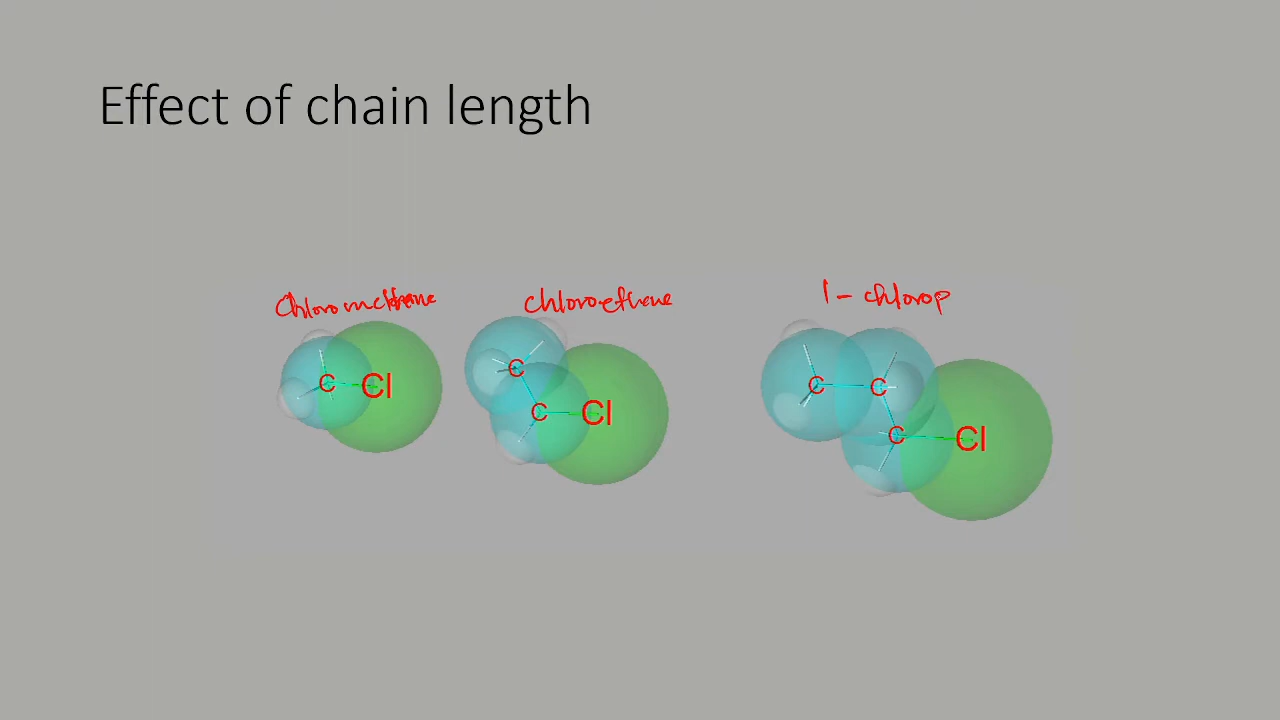 Effect of chain length
Chloromethane chloroethane 1-chlorop
C Cl
C
C Cl
C C
C Cl